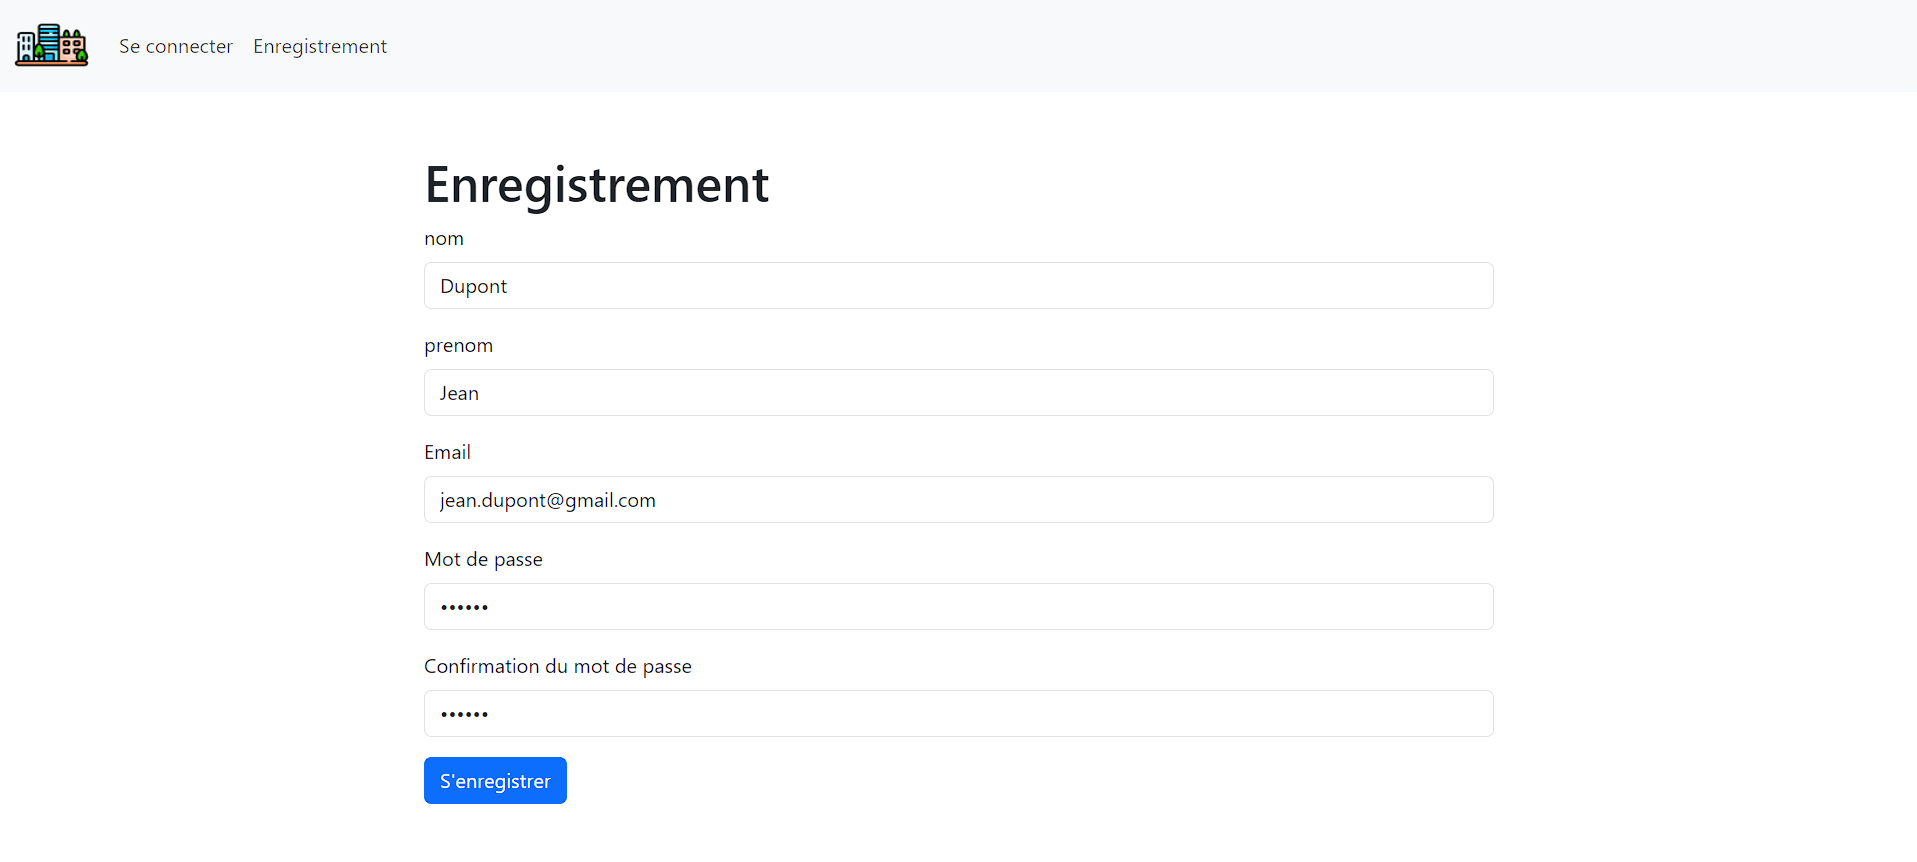 Se connecter Enregistrement
Enregistrement
nom
Dupont
prenom
Jean
Email
jean.dupont@gmail.com
Mot de passe
••••••
Confirmation du mot de passe
••••••
S'enregistrer